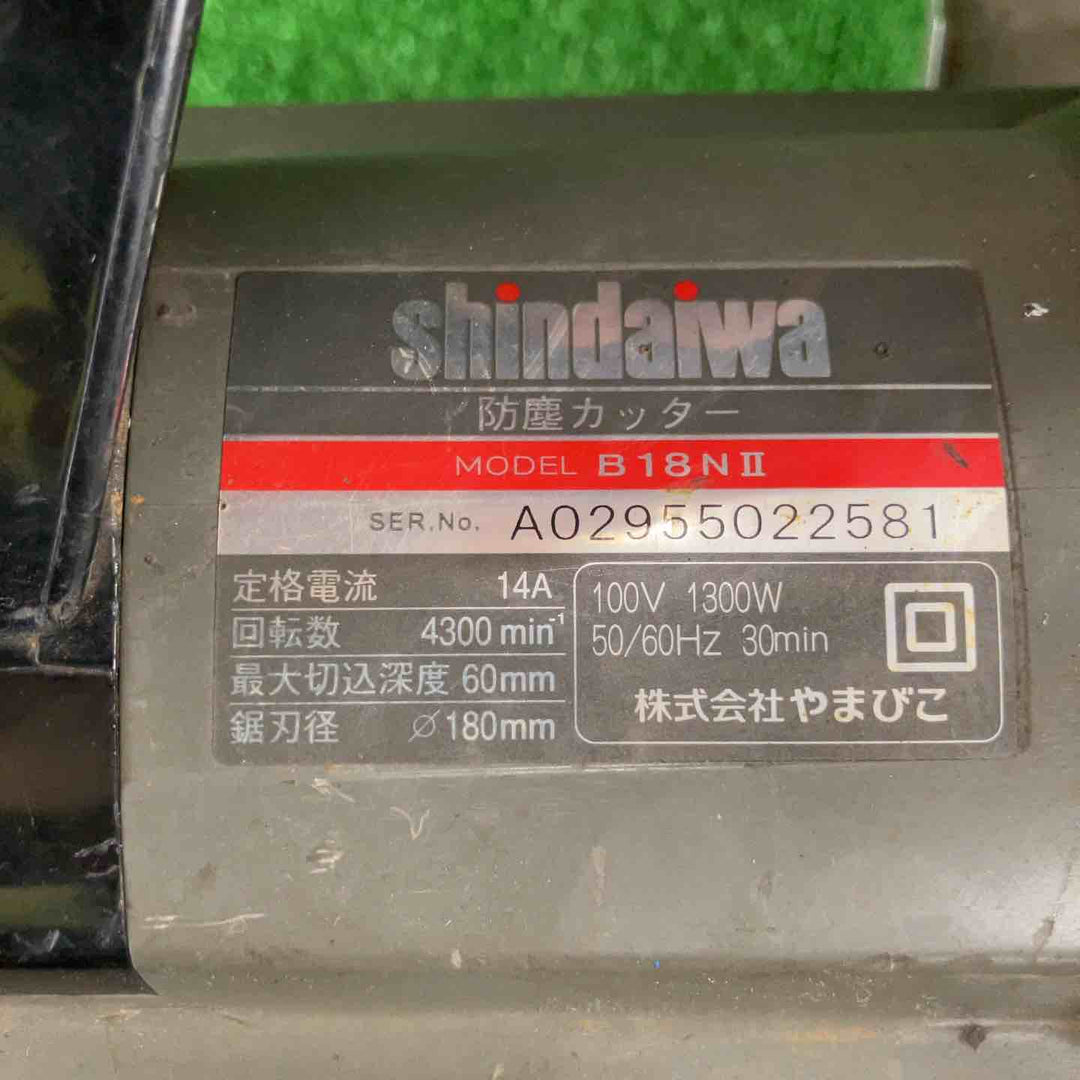 shindaiwa
防塵カッター
MODEL B18NⅡ
SER.No. A02955022581
定格電流 14A
回転数 4300 min⁻¹
最大切込深度 60mm
鋸刃径 ø180mm
100V 1300W
50/60Hz 30min
株式会社やまびこ